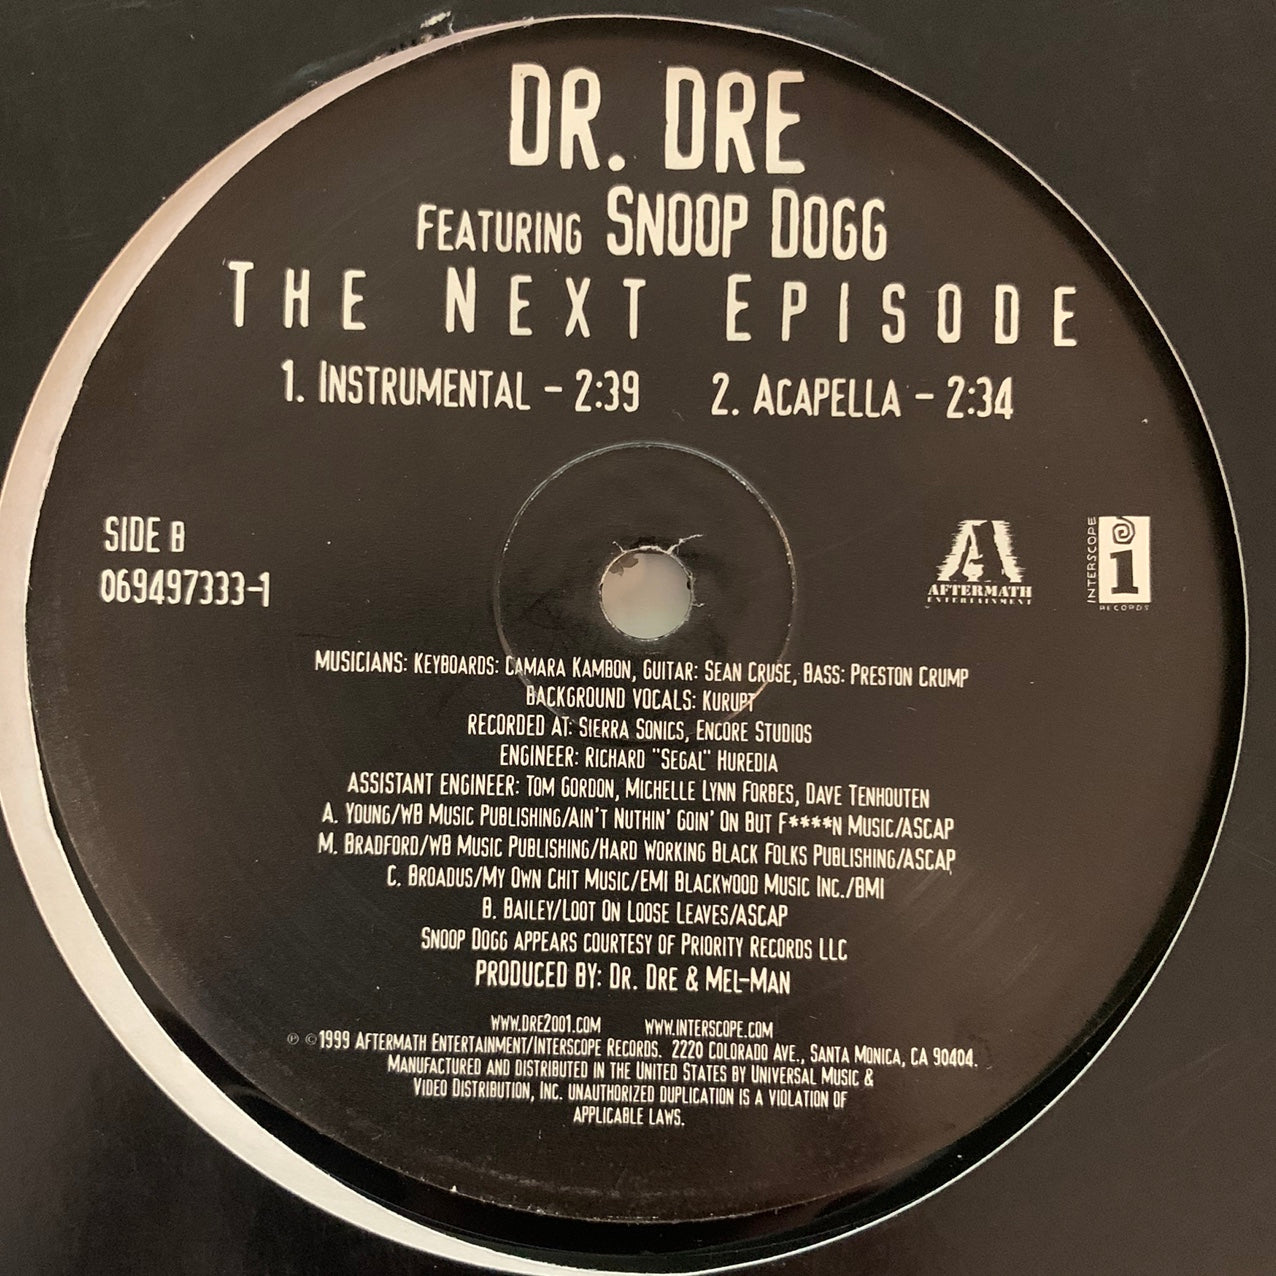 DR. DRE
FEATURING SNOOP DOGG
THE NEXT EPISODE
1. INSTRUMENTAL - 2:39 2. ACAPELLA - 2:34
SIDE B
069497333-1
A
AFTERMATH
ENTERTAINMENT
INTERSCOPE
i
RECORDS
MUSICIANS: KEYBOARDS: CAMARA KAMBON, GUITAR: SEAN CRUSE, BASS: PRESTON CRUMP
BACKGROUND VOCALS: KURUPT
RECORDED AT: SIERRA SONICS, ENCORE STUDIOS
ENGINEER: RICHARD "SEGAL" HUREDIA
ASSISTANT ENGINEER: TOM GORDON, MICHELLE LYNN FORBES, DAVE TENHOUTEN
A. YOUNG/WB MUSIC PUBLISHING/AIN'T NUTHIN' GOIN' ON BUT F****N MUSIC/ASCAP
M. BRADFORD/WB MUSIC PUBLISHING/HARD WORKING BLACK FOLKS PUBLISHING/ASCAP,
C. BROADUS/MY OWN CHIT MUSIC/EMI BLACKWOOD MUSIC INC./BMI
B. BAILEY/LOOT ON LOOSE LEAVES/ASCAP
SNOOP DOGG APPEARS COURTESY OF PRIORITY RECORDS LLC
PRODUCED BY: DR. DRE & MEL-MAN
WWW.DRE2001.COM WWW.INTERSCOPE.COM
℗ ©1999 AFTERMATH ENTERTAINMENT/INTERSCOPE RECORDS. 2220 COLORADO AVE., SANTA MONICA, CA 90404.
MANUFACTURED AND DISTRIBUTED IN THE UNITED STATES BY UNIVERSAL MUSIC &
VIDEO DISTRIBUTION, INC. UNAUTHORIZED DUPLICATION IS A VIOLATION OF
APPLICABLE LAWS.